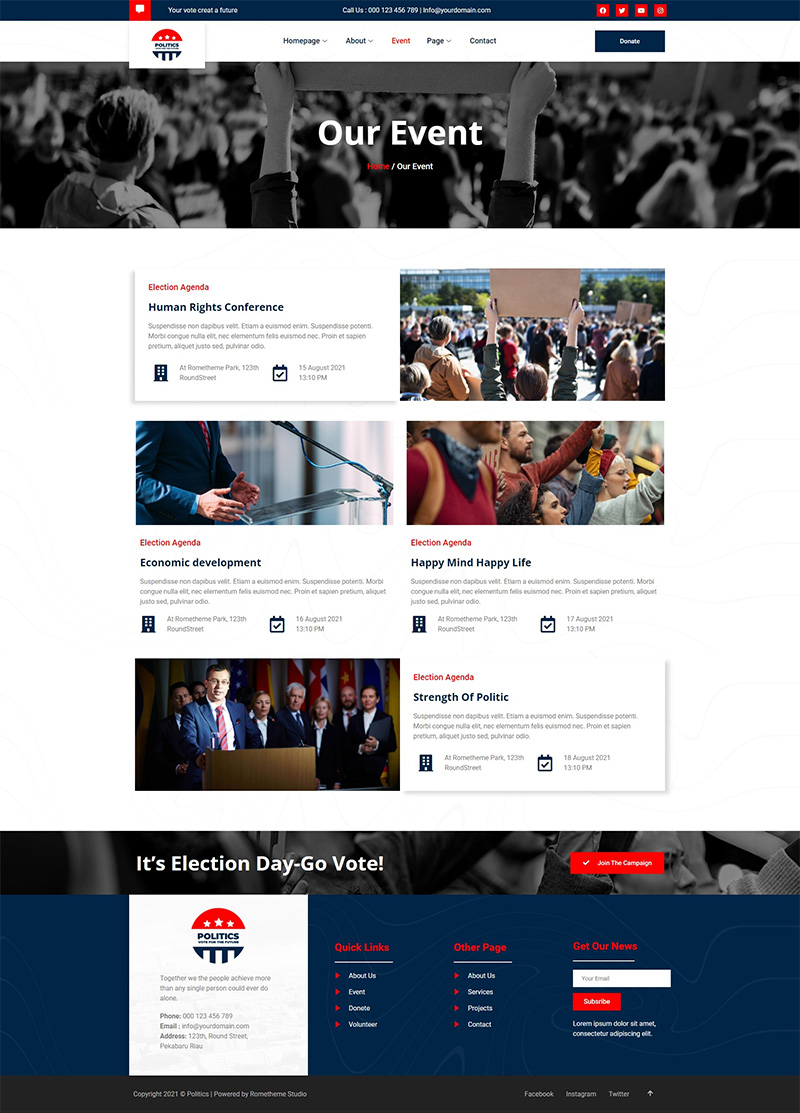 Your vote creat a future
Call Us : 000 123 456 789 | Info@yourdomain.com
POLITICS
VOTE FOR THE FUTURE
Homepage
About
Event
Page
Contact
Donate
Our Event
Home / Our Event
Election Agenda
Human Rights Conference
Suspendisse non dapibus velit. Etiam a euismod enim. Suspendisse potenti.
Morbi congue nulla elit, nec elementum felis euismod nec. Proin et sapien
pretium, aliquet justo sed, pulvinar odio.
At Rometheme Park, 123th
RoundStreet
15 August 2021
13:10 PM
Election Agenda
Economic development
Suspendisse non dapibus velit. Etiam a euismod enim. Suspendisse potenti. Morbi
congue nulla elit, nec elementum felis euismod nec. Proin et sapien pretium, aliquet
justo sed, pulvinar odio.
At Rometheme Park, 123th
RoundStreet
16 August 2021
13:10 PM
Election Agenda
Happy Mind Happy Life
Suspendisse non dapibus velit. Etiam a euismod enim. Suspendisse potenti. Morbi
congue nulla elit, nec elementum felis euismod nec. Proin et sapien pretium, aliquet
justo sed, pulvinar odio.
At Rometheme Park, 123th
RoundStreet
17 August 2021
13:10 PM
Election Agenda
Strength Of Politic
Suspendisse non dapibus velit. Etiam a euismod enim. Suspendisse potenti.
Morbi congue nulla elit, nec elementum felis euismod nec. Proin et sapien
pretium, aliquet justo sed, pulvinar odio.
At Rometheme Park, 123th
RoundStreet
18 August 2021
13:10 PM
It's Election Day-Go Vote!
Join The Campaign
POLITICS
VOTE FOR THE FUTURE
Together we the people achieve more
than any single person could ever do
alone.
Phone: 000 123 456 789
Email : info@yourdomain.com
Address: 123th, Round Street,
Pekabaru Riau
Quick Links
About Us
Event
Donete
Volunteer
Other Page
About Us
Services
Projects
Contact
Get Our News
Your Email
Subsribe
Lorem ipsum dolor sit amet,
consectetur adipiscing elit.
Copyright 2021 © Politics | Powered by Rometheme Studio
Facebook
Instagram
Twitter